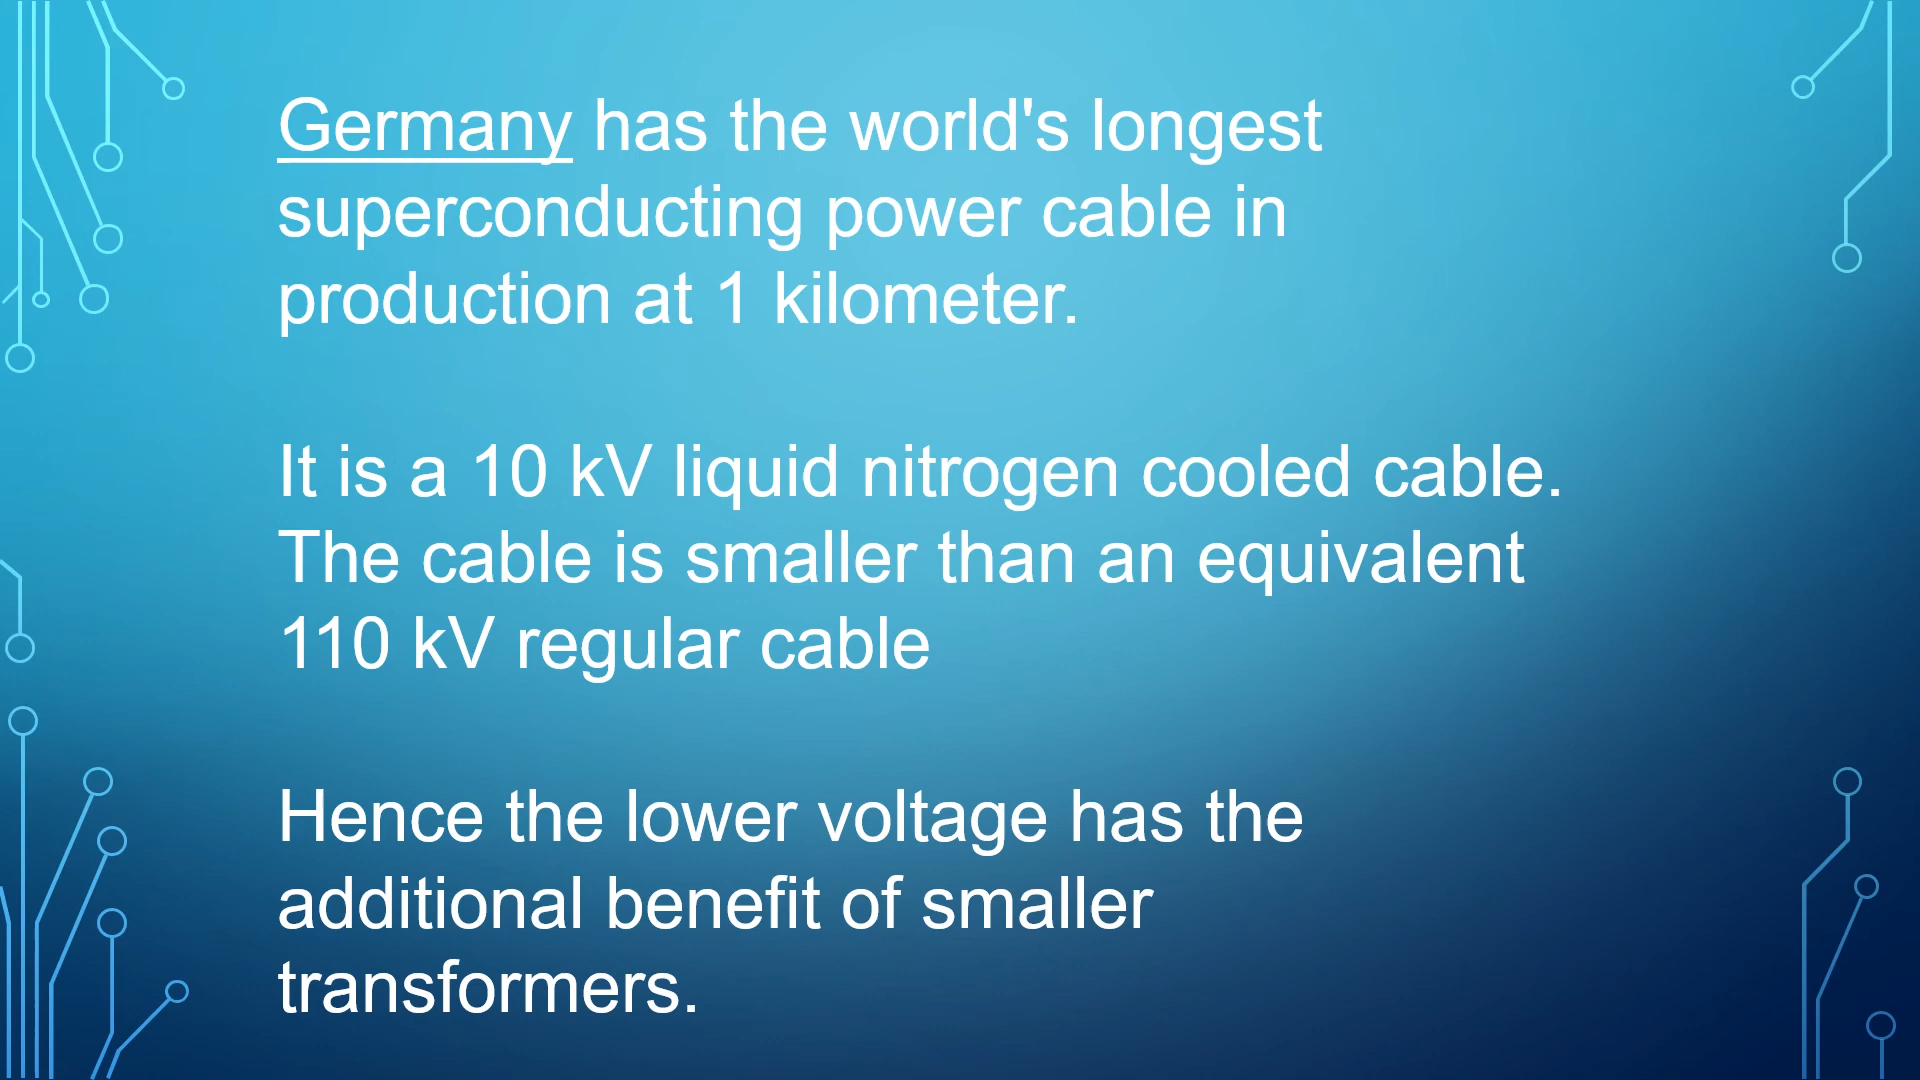 Germany has the world's longest
superconducting power cable in
production at 1 kilometer.
It is a 10 kV liquid nitrogen cooled cable.
The cable is smaller than an equivalent
110 kV regular cable
Hence the lower voltage has the
additional benefit of smaller
transformers.